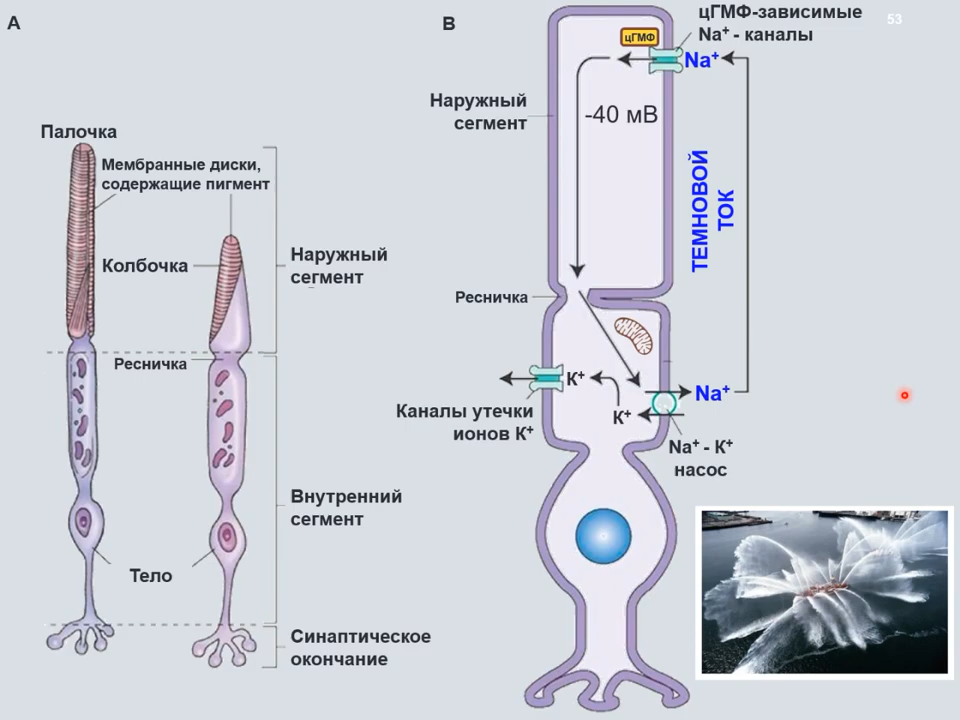 А
Палочка
Мембранные диски,
содержащие пигмент
Колбочка
Наружный
сегмент
Ресничка
Внутренний
сегмент
Тело
Синаптическое
окончание
В
цГМФ-зависимые
Na⁺ - каналы
53
цГМФ
Na⁺
Наружный
сегмент
-40 мВ
ТЕМНОВОЙ
ТОК
Ресничка
К⁺
Na⁺
Каналы утечки
ионов К⁺
К⁺
Na⁺ - К⁺
насос